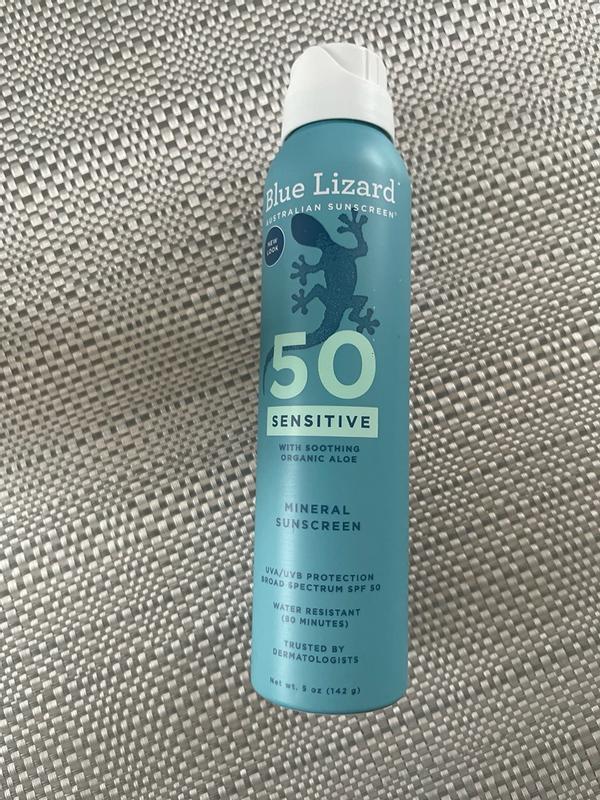 Blue Lizard
AUSTRALIAN SUNSCREEN®
NEW
LOOK
50
SENSITIVE
WITH SOOTHING
ORGANIC ALOE
MINERAL
SUNSCREEN
UVA/UVB PROTECTION
BROAD SPECTRUM SPF 50
WATER RESISTANT
(80 MINUTES)
TRUSTED BY
DERMATOLOGISTS
Net wt. 5 oz (142 g)